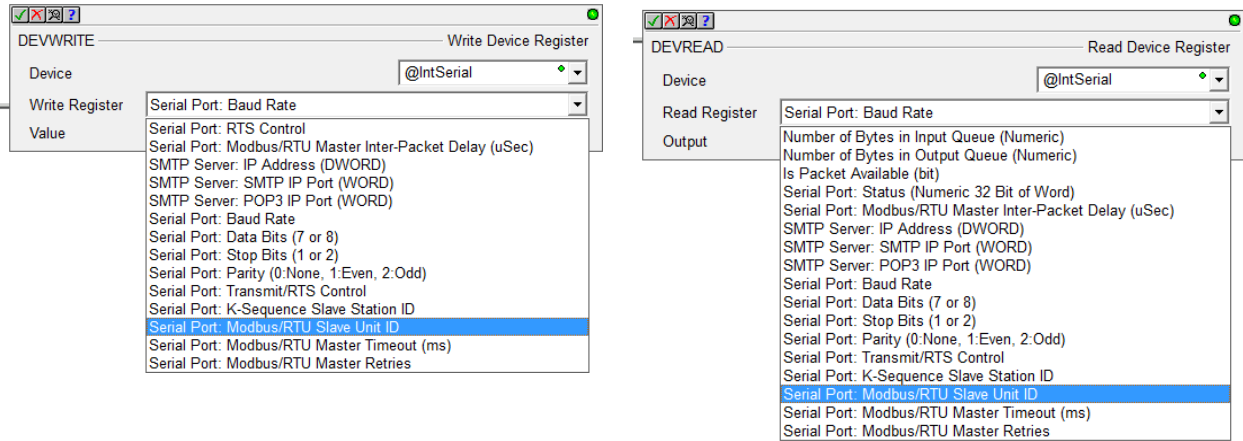 DEVWRITE Write Device Register
Device @IntSerial
Write Register Serial Port: Baud Rate
Value
Serial Port: RTS Control
Serial Port: Modbus/RTU Master Inter-Packet Delay (uSec)
SMTP Server: IP Address (DWORD)
SMTP Server: SMTP IP Port (WORD)
SMTP Server: POP3 IP Port (WORD)
Serial Port: Baud Rate
Serial Port: Data Bits (7 or 8)
Serial Port: Stop Bits (1 or 2)
Serial Port: Parity (0:None, 1:Even, 2:Odd)
Serial Port: Transmit/RTS Control
Serial Port: K-Sequence Slave Station ID
Serial Port: Modbus/RTU Slave Unit ID
Serial Port: Modbus/RTU Master Timeout (ms)
Serial Port: Modbus/RTU Master Retries
DEVREAD Read Device Register
Device @IntSerial
Read Register Serial Port: Baud Rate
Output
Number of Bytes in Input Queue (Numeric)
Number of Bytes in Output Queue (Numeric)
Is Packet Available (bit)
Serial Port: Status (Numeric 32 Bit of Word)
Serial Port: Modbus/RTU Master Inter-Packet Delay (uSec)
SMTP Server: IP Address (DWORD)
SMTP Server: SMTP IP Port (WORD)
SMTP Server: POP3 IP Port (WORD)
Serial Port: Baud Rate
Serial Port: Data Bits (7 or 8)
Serial Port: Stop Bits (1 or 2)
Serial Port: Parity (0:None, 1:Even, 2:Odd)
Serial Port: Transmit/RTS Control
Serial Port: K-Sequence Slave Station ID
Serial Port: Modbus/RTU Slave Unit ID
Serial Port: Modbus/RTU Master Timeout (ms)
Serial Port: Modbus/RTU Master Retries